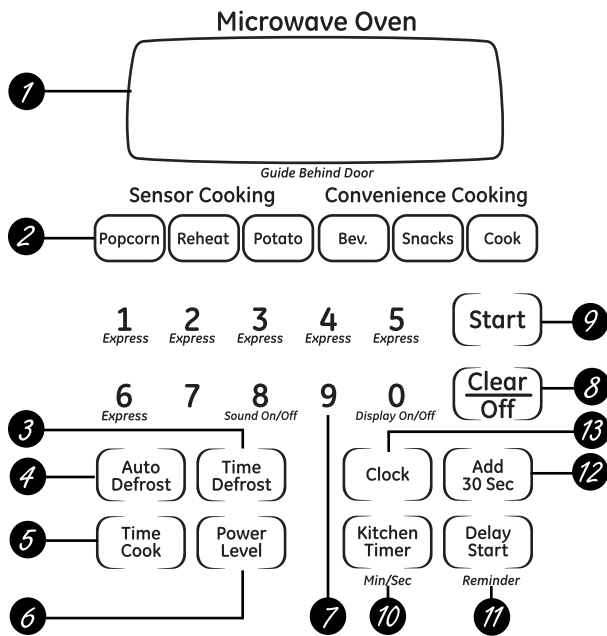 Microwave Oven
1
Guide Behind Door
Sensor Cooking Convenience Cooking
2 Popcorn Reheat Potato Bev. Snacks Cook
1 2 3 4 5 Start 9
Express Express Express Express Express
Clear 8
6 7 8 9 0 Off
Express Sound On/Off Display On/Off
3 13
4 Auto Time Clock Add 12
Defrost Defrost 30 Sec
5 Time Power Kitchen Delay
Cook Level Timer Start
Min/Sec Reminder
6 7 10 11